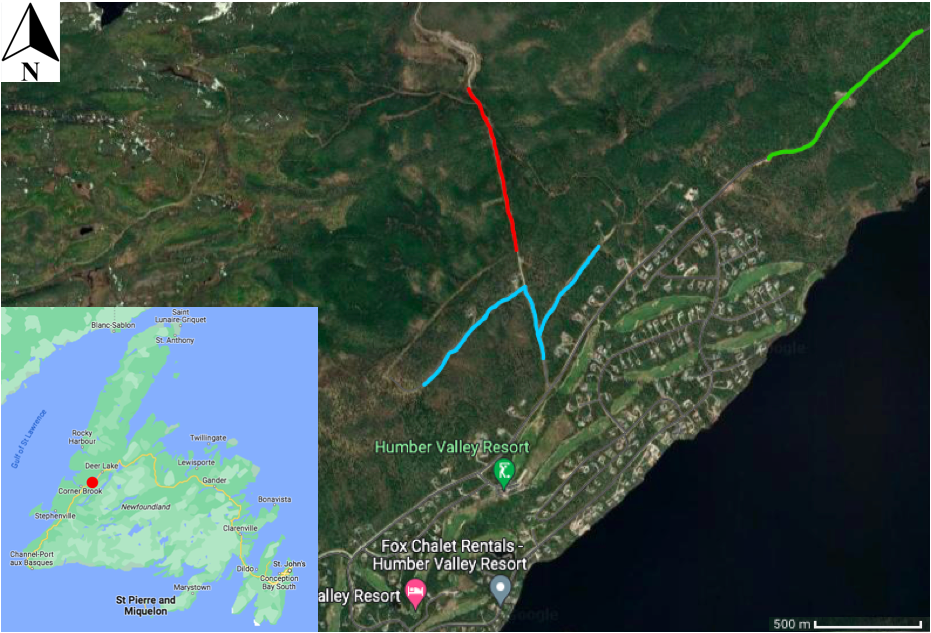 N
Humber Valley Resort
Fox Chalet Rentals -
Humber Valley Resort
alley Resort
Google
500 m
Saint
Lunaire-Griquet
Blanc-Sablon
St. Anthony
Gulf of St Lawrence
Rocky
Harbour
Twillingate
Deer Lake
Lewisporte
Corner Brook
Gander
Newfoundland
Bonavista
Stephenville
Clarenville
Channel-Port
aux Basques
Dildo
St. John's
Conception
Bay South
Marystown
St Pierre and
Miquelon